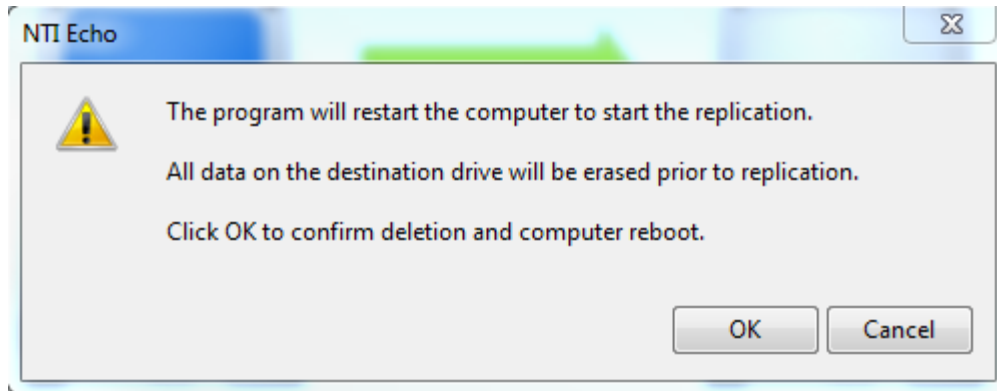 NTI Echo
The program will restart the computer to start the replication.
All data on the destination drive will be erased prior to replication.
Click OK to confirm deletion and computer reboot.
OK
Cancel